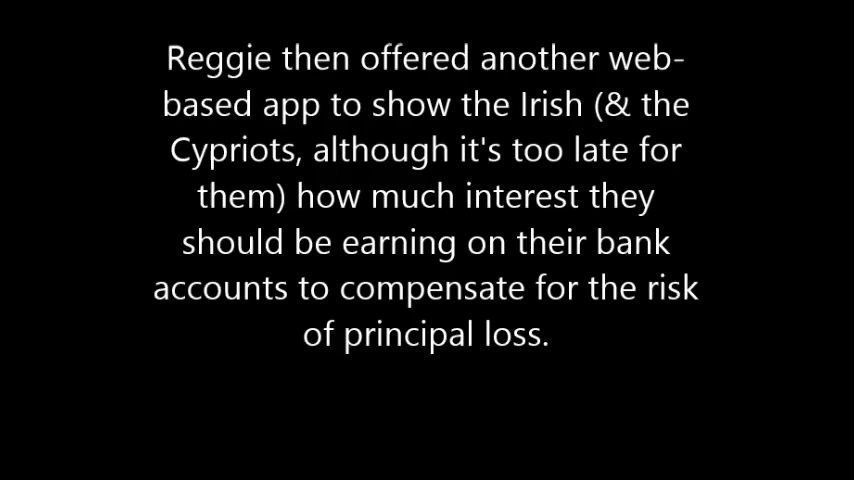 Reggie then offered another web-
based app to show the Irish (& the
Cypriots, although it's too late for
them) how much interest they
should be earning on their bank
accounts to compensate for the risk
of principal loss.